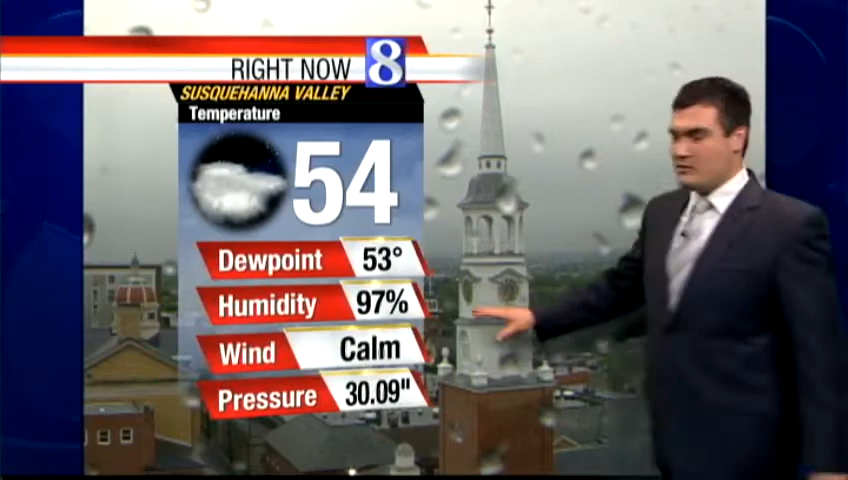 RIGHT NOW 8
SUSQUEHANNA VALLEY
Temperature
54
Dewpoint 53°
Humidity 97%
Wind Calm
Pressure 30.09"